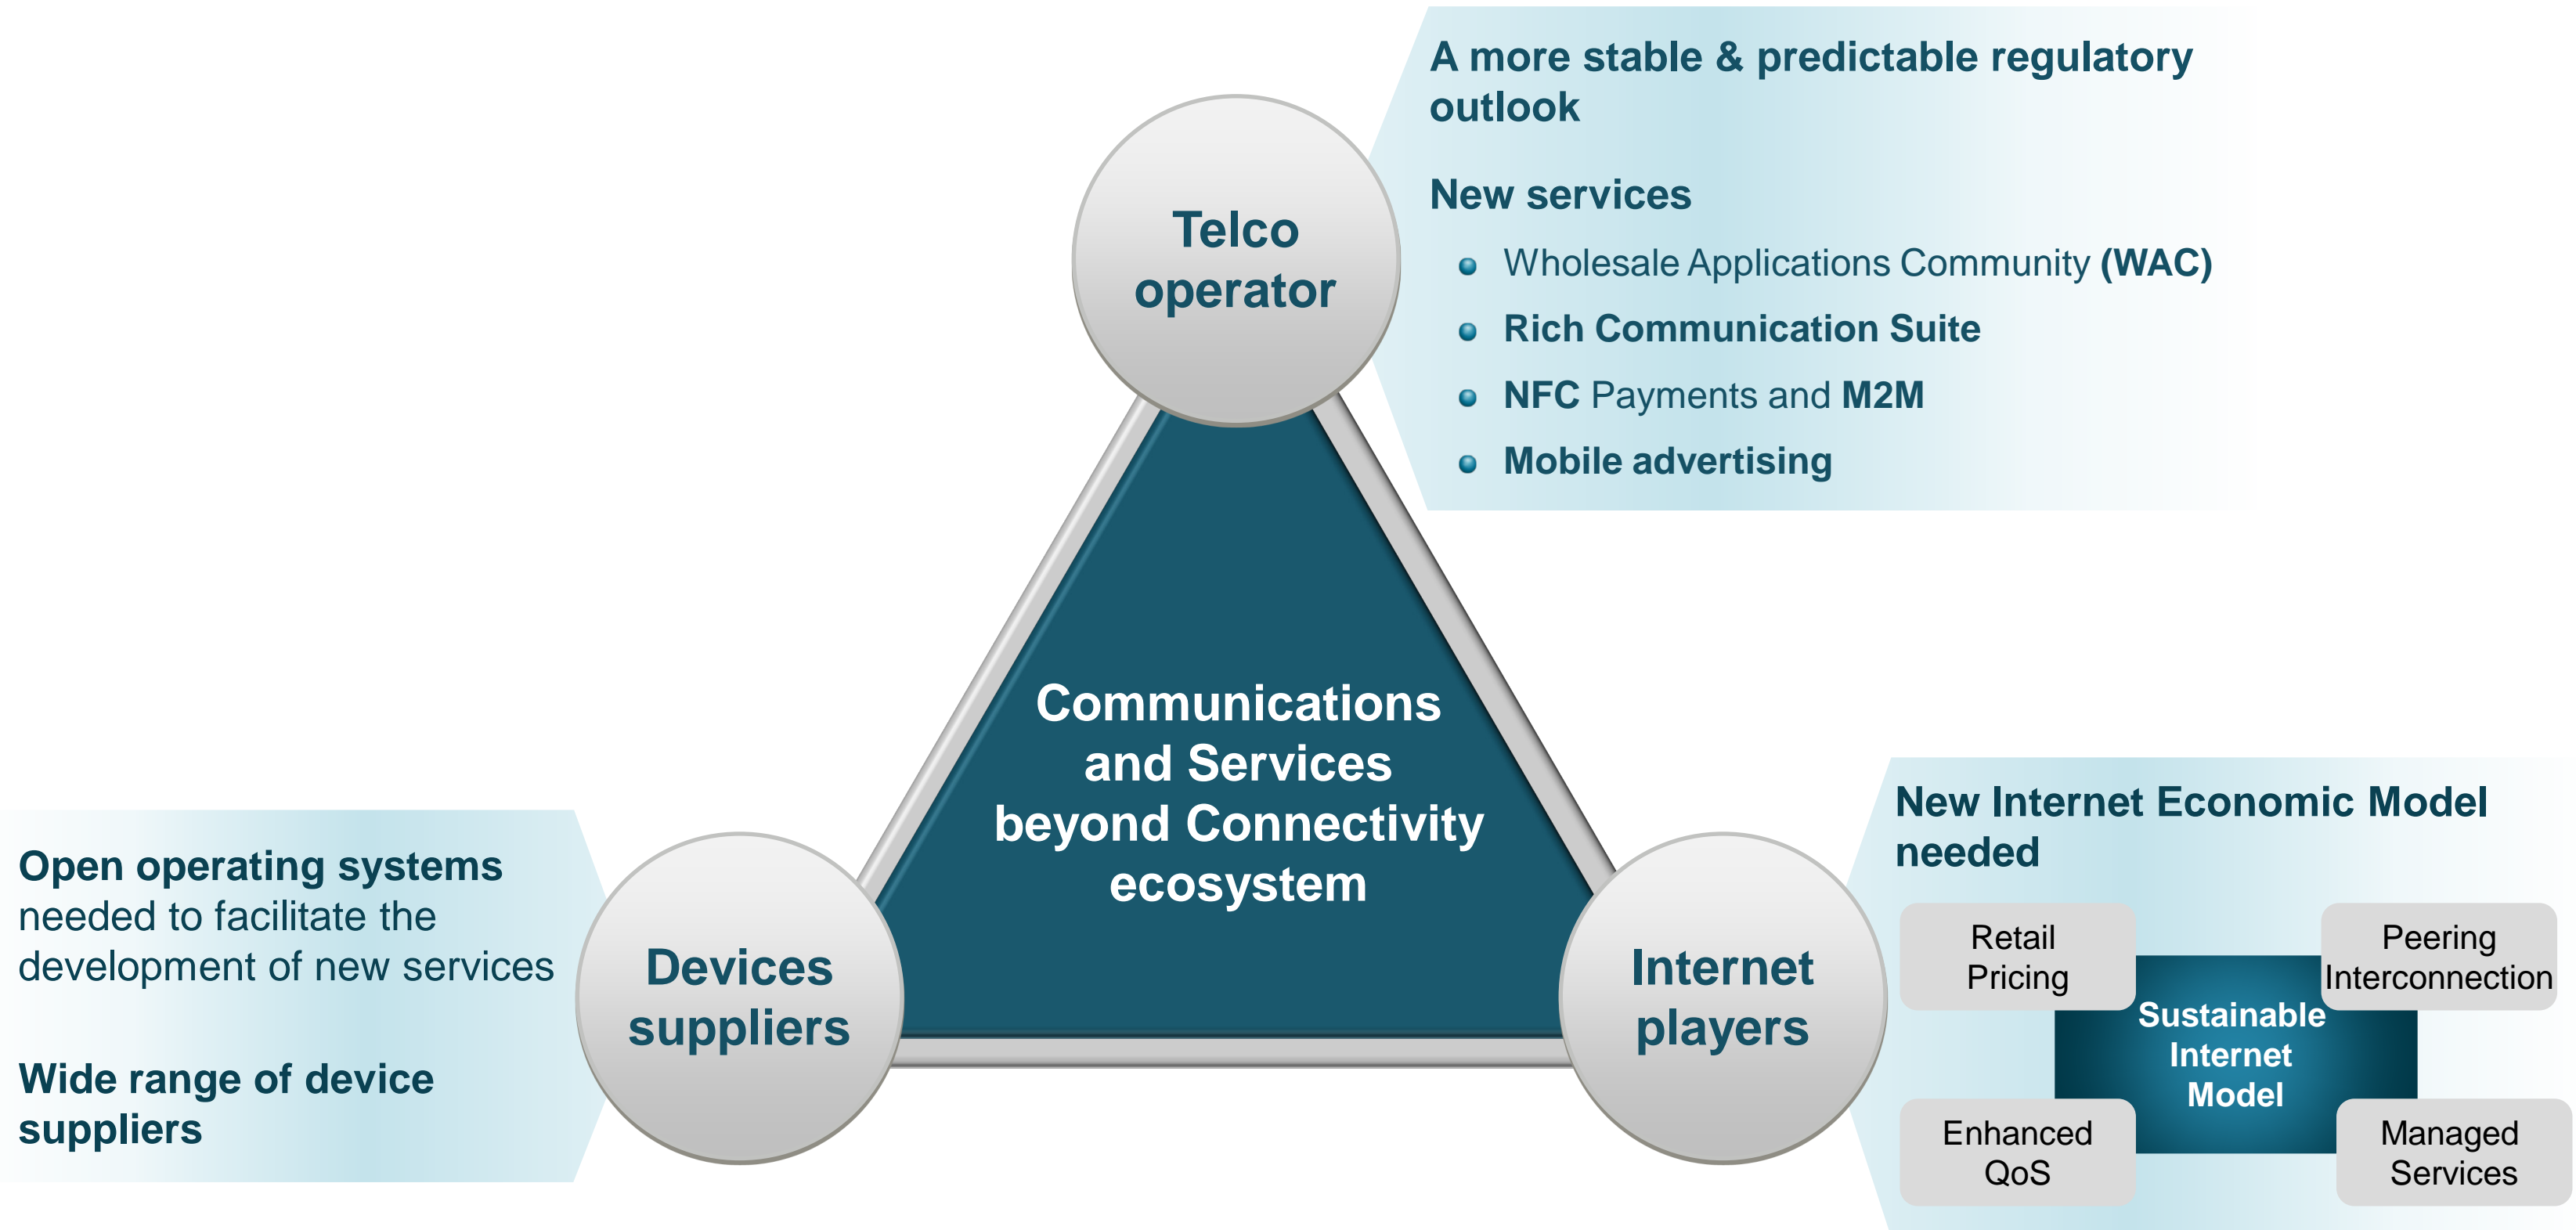 A more stable & predictable regulatory
outlook
New services
Wholesale Applications Community (WAC)
Rich Communication Suite
NFC Payments and M2M
Mobile advertising
Telco
operator
Communications
and Services
beyond Connectivity
ecosystem
Open operating systems
needed to facilitate the
development of new services
Wide range of device
suppliers
Devices
suppliers
Internet
players
New Internet Economic Model
needed
Retail
Pricing
Peering
Interconnection
Sustainable
Internet
Model
Enhanced
QoS
Managed
Services